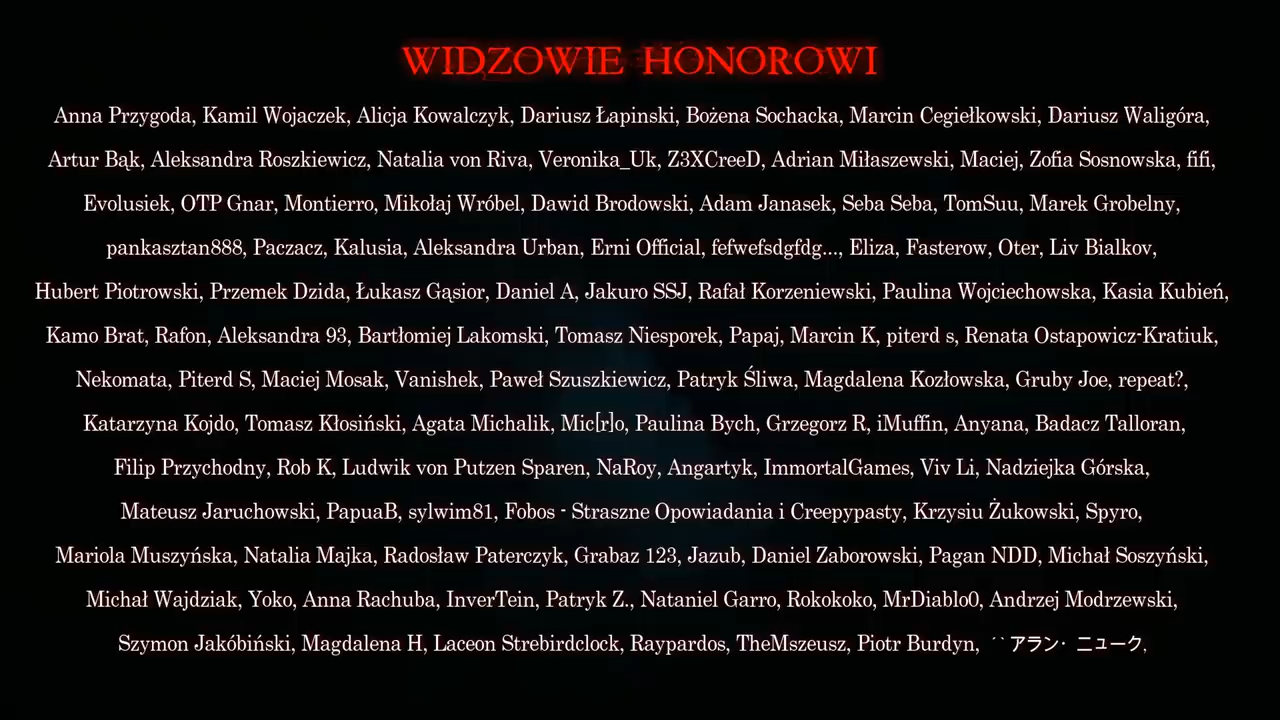 WIDZOWIE HONOROWI
Anna Przygoda, Kamil Wojaczek, Alicja Kowalczyk, Dariusz Łapinski, Bożena Sochacka, Marcin Cegiełkowski, Dariusz Waligóra,
Artur Bąk, Aleksandra Roszkiewicz, Natalia von Riva, Veronika_Uk, Z3XCreeD, Adrian Miłaszewski, Maciej, Zofia Sosnowska, fifi,
Evolusiek, OTP Gnar, Montierro, Mikołaj Wróbel, Dawid Brodowski, Adam Janasek, Seba Seba, TomSuu, Marek Grobelny,
pankasztan888, Paczacz, Kalusia, Aleksandra Urban, Erni Official, fefwefsdgfdg..., Eliza, Fasterow, Oter, Liv Bialkov,
Hubert Piotrowski, Przemek Dzida, Łukasz Gąsior, Daniel A, Jakuro SSJ, Rafał Korzeniewski, Paulina Wojciechowska, Kasia Kubień,
Kamo Brat, Rafon, Aleksandra 93, Bartłomiej Lakomski, Tomasz Niesporek, Papaj, Marcin K, piterd s, Renata Ostapowicz-Kratiuk,
Nekomata, Piterd S, Maciej Mosak, Vanishek, Paweł Szuszkiewicz, Patryk Śliwa, Magdalena Kozłowska, Gruby Joe, repeat?,
Katarzyna Kojdo, Tomasz Kłosiński, Agata Michalik, Mic[r]o, Paulina Bych, Grzegorz R, iMuffin, Anyana, Badacz Talloran,
Filip Przychodny, Rob K, Ludwik von Putzen Sparen, NaRoy, Angartyk, ImmortalGames, Viv Li, Nadziejka Górska,
Mateusz Jaruchowski, PapuaB, sylwim81, Fobos - Straszne Opowiadania i Creepypasty, Krzysiu Żukowski, Spyro,
Mariola Muszyńska, Natalia Majka, Radosław Paterczyk, Grabaz 123, Jazub, Daniel Zaborowski, Pagan NDD, Michał Soszyński,
Michał Wajdziak, Yoko, Anna Rachuba, InverTein, Patryk Z., Nataniel Garro, Rokokoko, MrDiablo0, Andrzej Modrzewski,
Szymon Jakóbiński, Magdalena H, Laceon Strebirdclock, Raypardos, TheMszeusz, Piotr Burdyn, ``アラン・ニューク,